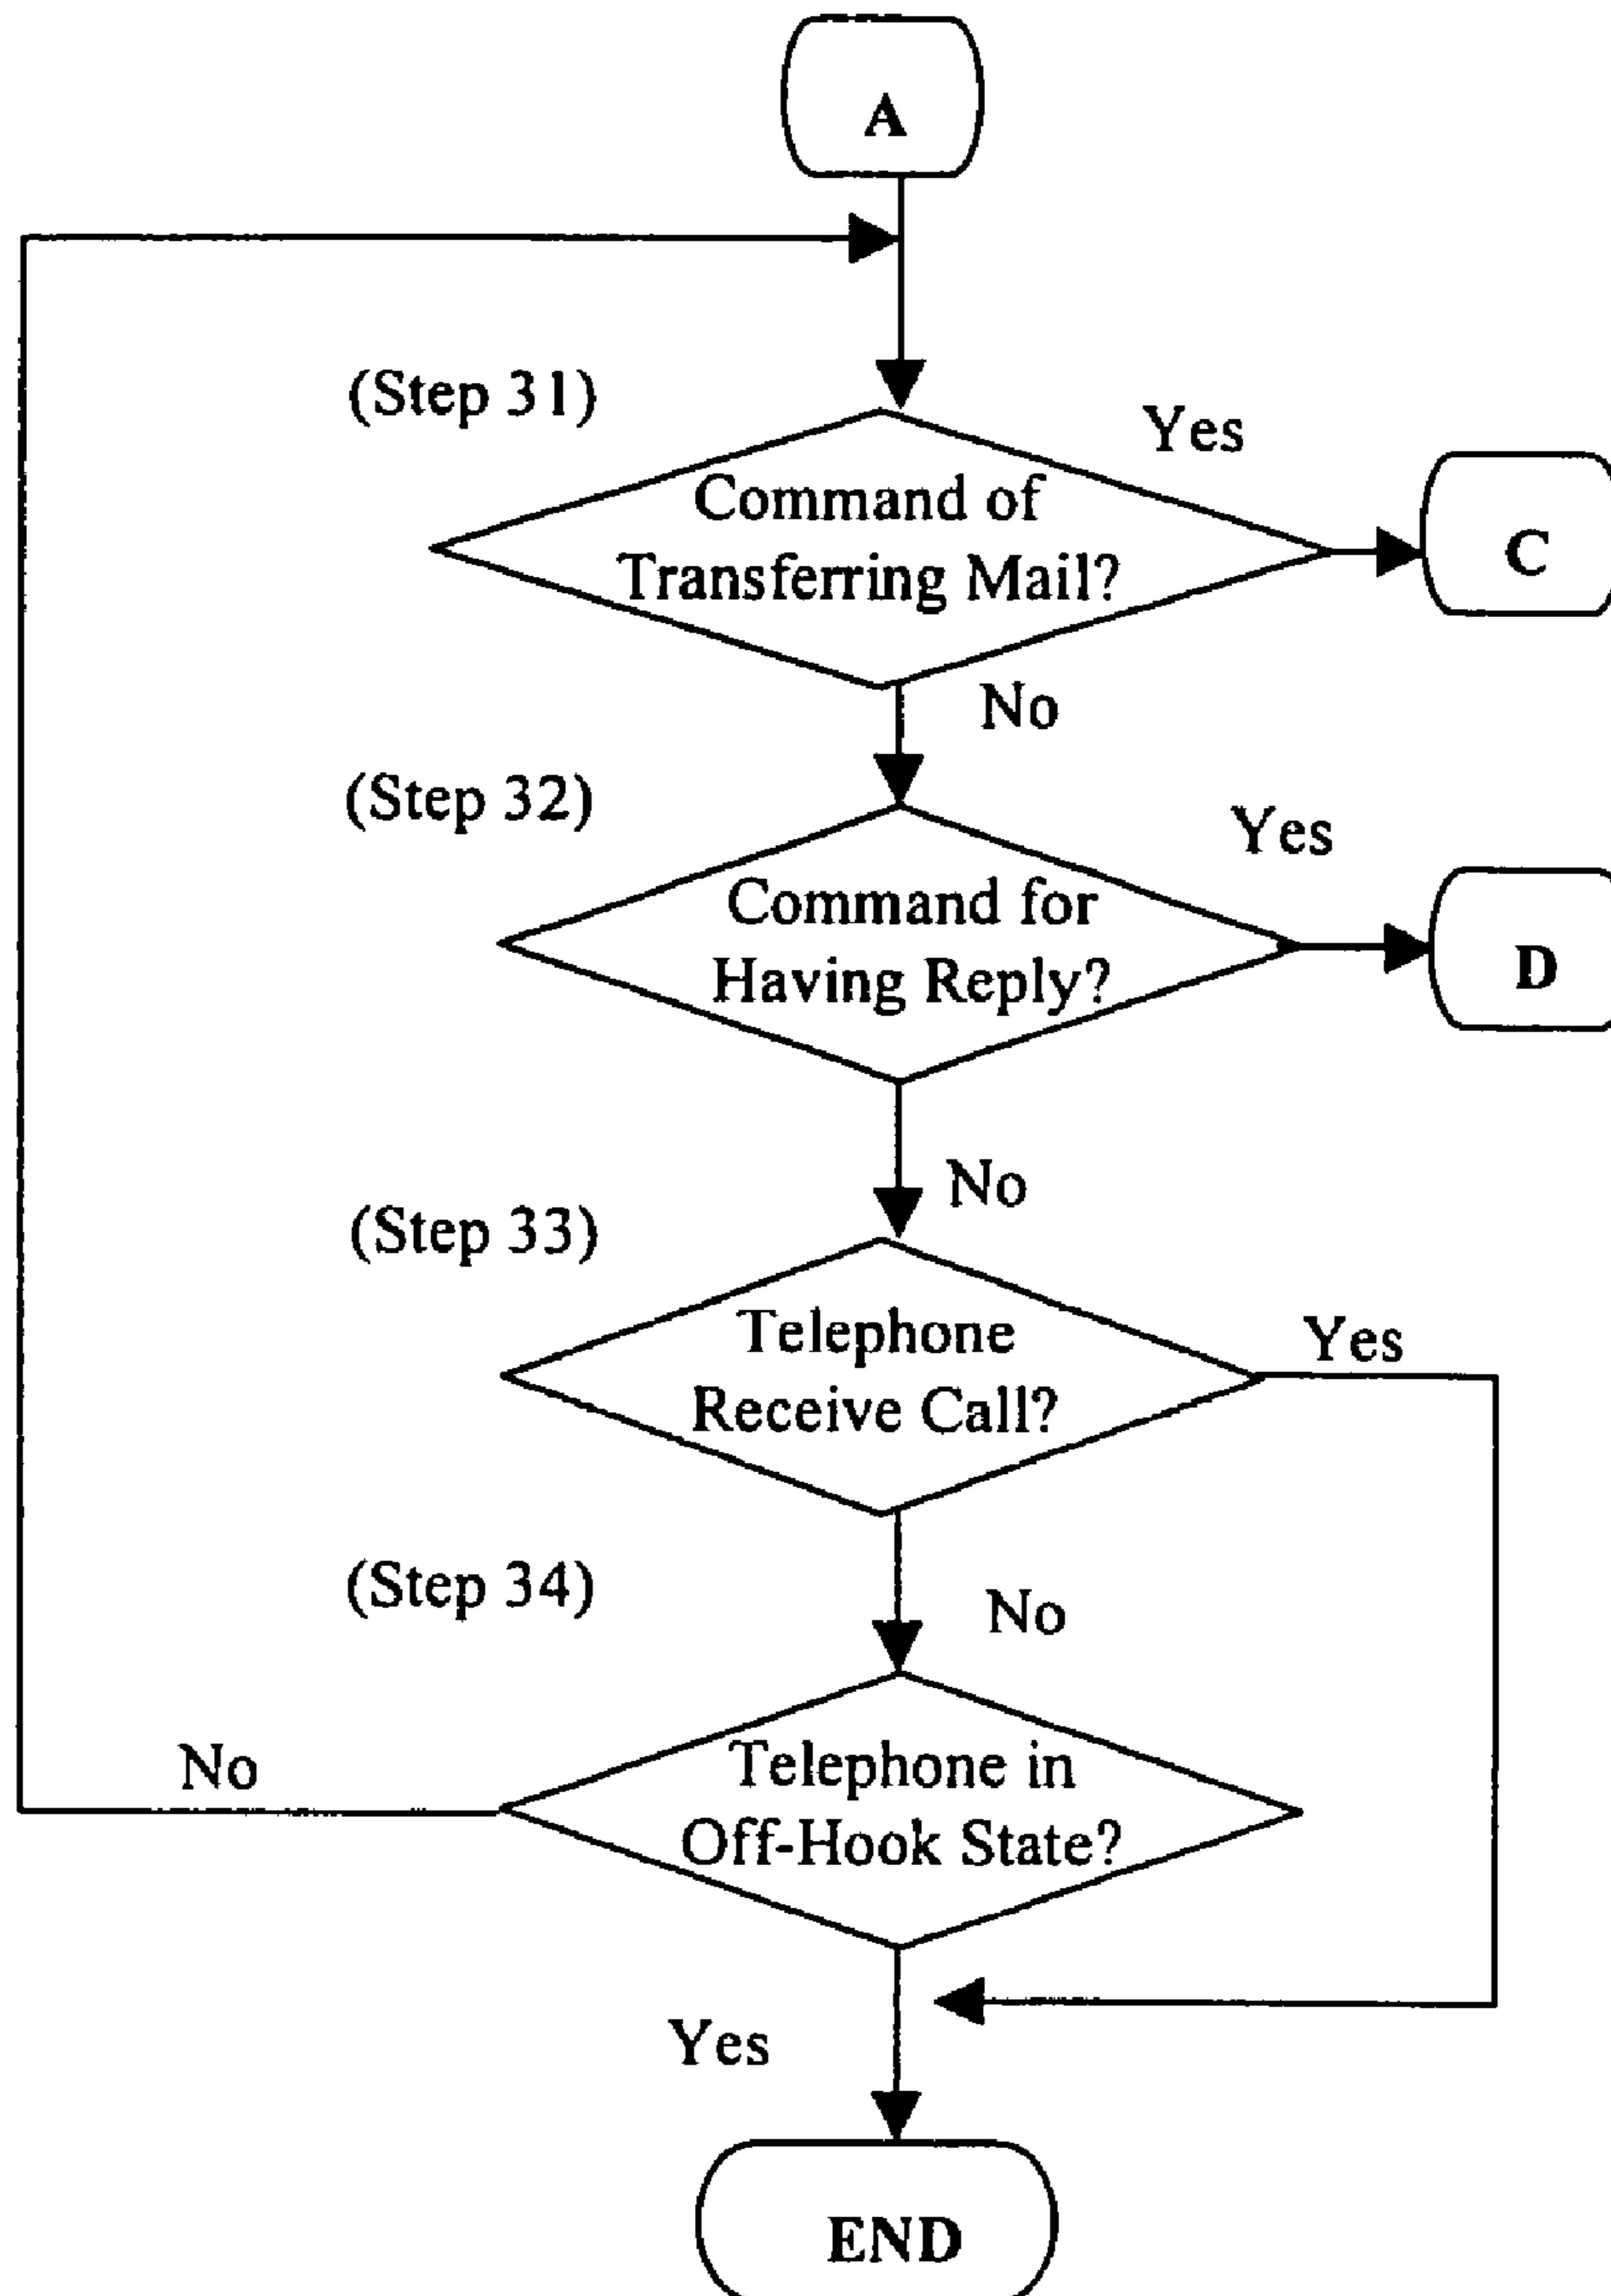 A
(Step 31)
Yes
Command of
Transferring Mail?
C
No
(Step 32)
Yes
Command for
Having Reply?
D
No
(Step 33)
Telephone
Receive Call?
Yes
(Step 34)
No
Telephone in
Off-Hook State?
No
Yes
END